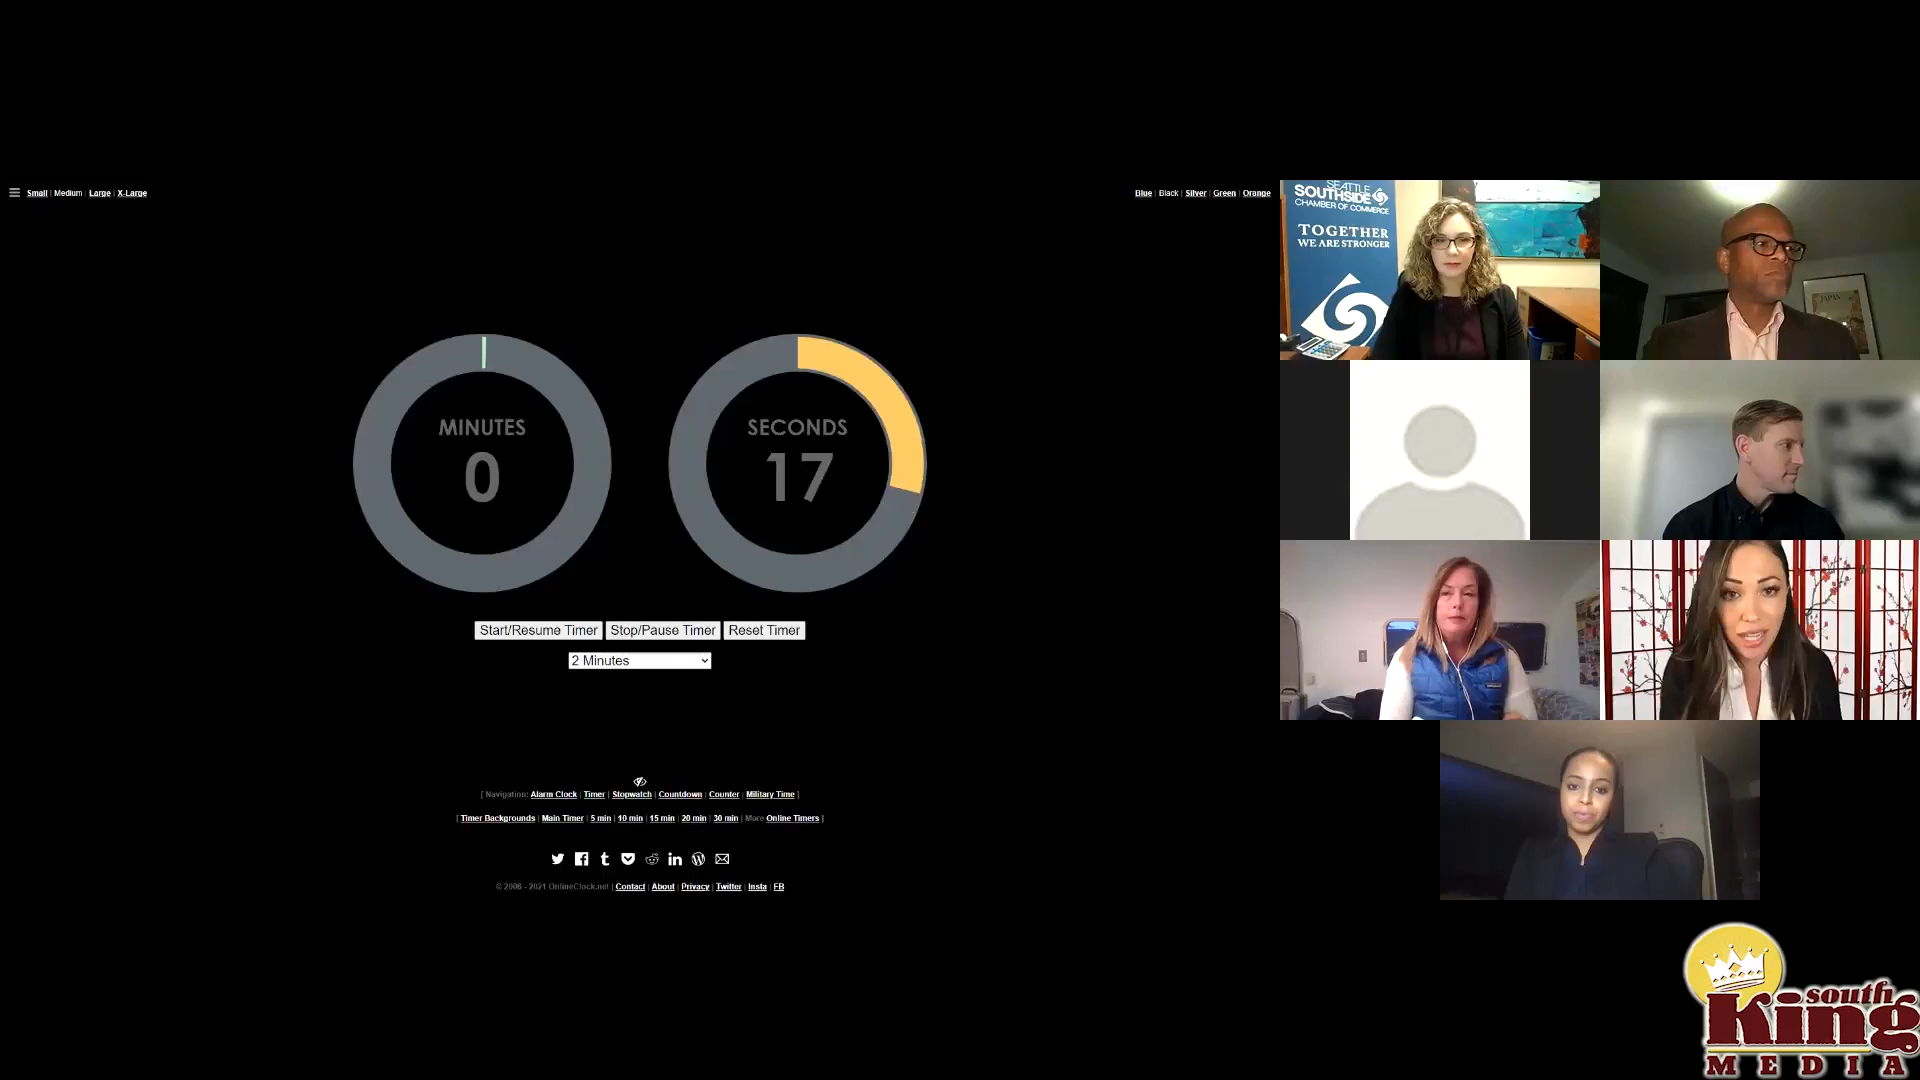 Small | Medium | Large | X-Large
Blue | Black | Silver | Green | Orange
SEATTLE
SOUTHSIDE
CHAMBER OF COMMERCE
TOGETHER
WE ARE STRONGER
JAPAN
MINUTES
0
SECONDS
17
Start/Resume Timer
Stop/Pause Timer
Reset Timer
2 Minutes
[ Navigation: Alarm Clock | Timer | Stopwatch | Countdown | Counter | Military Time ]
[ Timer Backgrounds | Main Timer | 5 min | 10 min | 15 min | 20 min | 30 min | More Online Timers ]
© 2006 - 2021 OnlineClock.net | Contact | About | Privacy | Twitter | Insta | FB
south
King
MEDIA